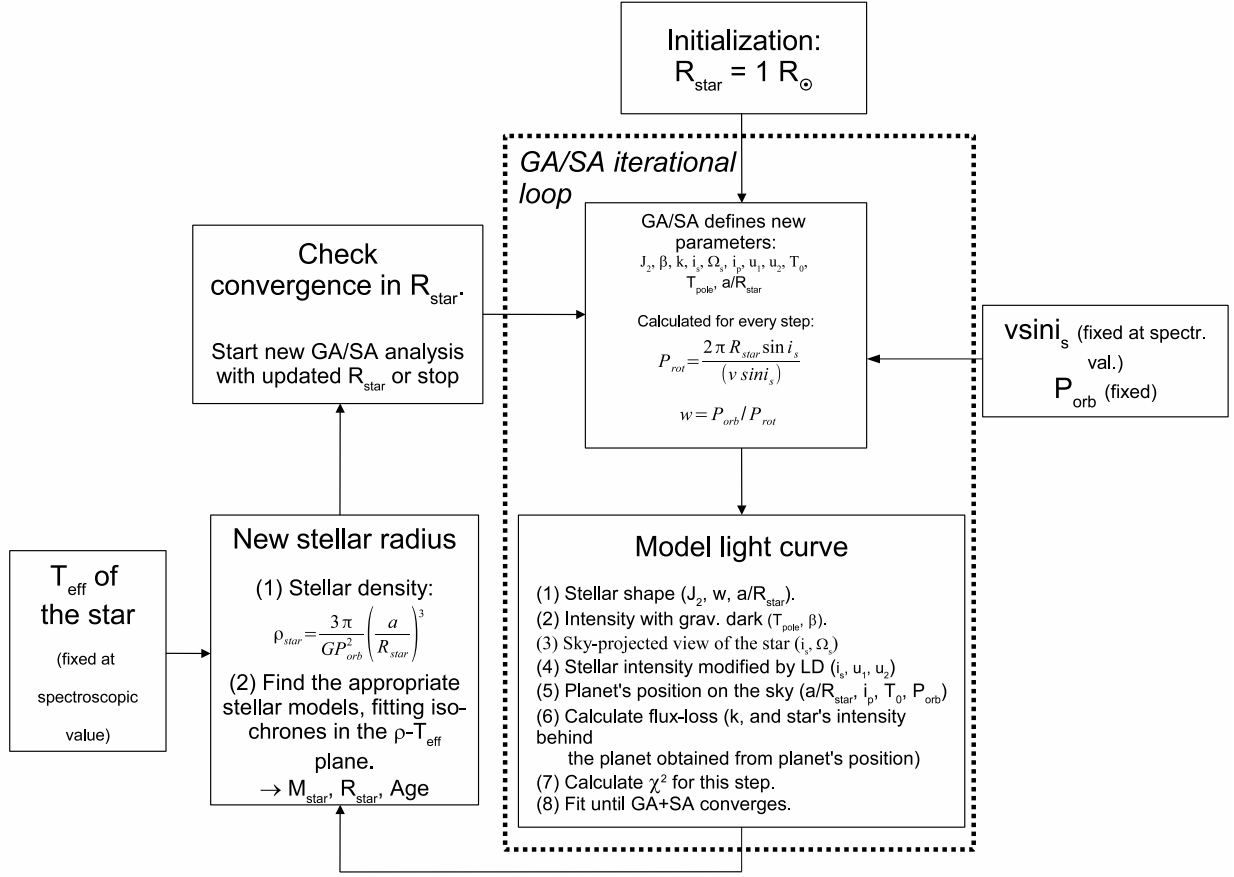 Initialization:
R_star = 1 R_☉
GA/SA iterational
loop
GA/SA defines new
parameters:
J_2, β, k, i_s, Ω_s, i_p, u_1, u_2, T_0,
T_pole, a/R_star
Calculated for every step:
P_rot = 2 π R_star sin i_s / (v sini_s)
w = P_orb / P_rot
Check
convergence in R_star.
Start new GA/SA analysis
with updated R_star or stop
vsini_s (fixed at spectr.
val.)
P_orb (fixed)
T_eff of
the star
(fixed at
spectroscopic
value)
New stellar radius
(1) Stellar density:
ρ_star = 3 π / GP_orb^2 (a / R_star)^3
(2) Find the appropriate
stellar models, fitting iso-
chrones in the ρ-T_eff
plane.
→ M_star, R_star, Age
Model light curve
(1) Stellar shape (J_2, w, a/R_star).
(2) Intensity with grav. dark (T_pole, β).
(3) Sky-projected view of the star (i_s, Ω_s)
(4) Stellar intensity modified by LD (i_s, u_1, u_2)
(5) Planet's position on the sky (a/R_star, i_p, T_0, P_orb)
(6) Calculate flux-loss (k, and star's intensity
behind
the planet obtained from planet's position)
(7) Calculate χ² for this step.
(8) Fit until GA+SA converges.